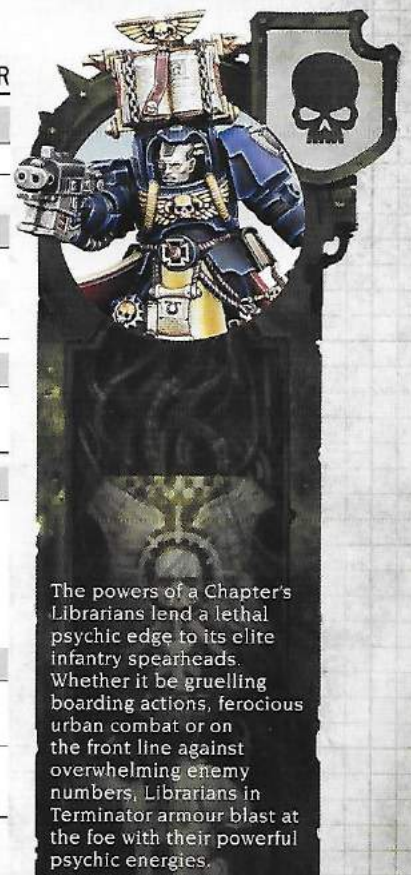 R
The powers of a Chapter's
Librarians lend a lethal
psychic edge to its elite
infantry spearheads.
Whether it be gruelling
boarding actions, ferocious
urban combat or on
the front line against
overwhelming enemy
numbers, Librarians in
Terminator armour blast at
the foe with their powerful
psychic energies.